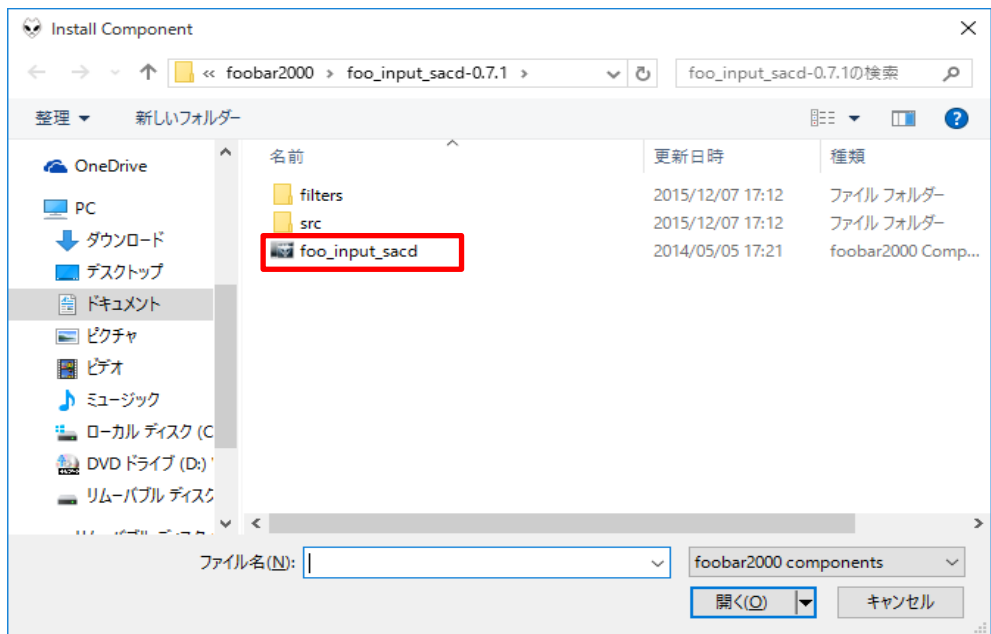 Install Component
« foobar2000 › foo_input_sacd-0.7.1 ›
foo_input_sacd-0.7.1の検索
整理 新しいフォルダー
名前 更新日時 種類
OneDrive
PC
ダウンロード
デスクトップ
ドキュメント
ピクチャ
ビデオ
ミュージック
ローカル ディスク (C
DVD ドライブ (D:) '
リムーバブル ディスク
filters 2015/12/07 17:12 ファイル フォルダー
src 2015/12/07 17:12 ファイル フォルダー
foo_input_sacd 2014/05/05 17:21 foobar2000 Comp...
ファイル名(N):
foobar2000 components
開く(O) キャンセル